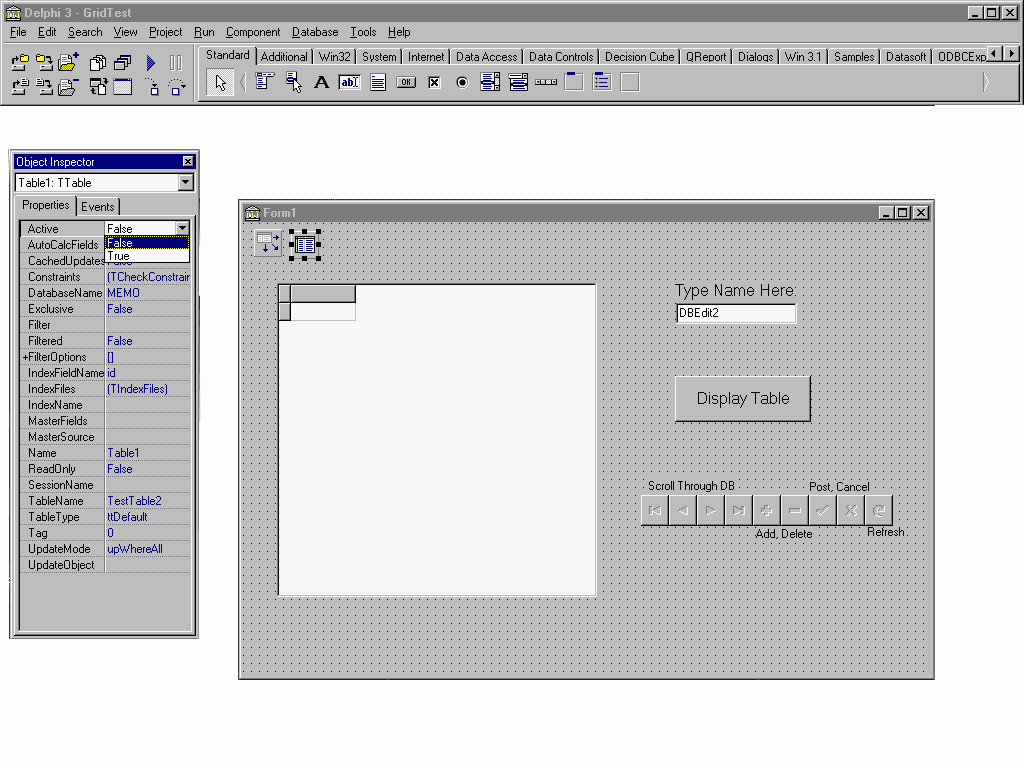 Delphi 3 - GridTest
File Edit Search View Project Run Component Database Tools Help
Standard Additional Win32 System Internet Data Access Data Controls Decision Cube QReport Dialogs Win 3.1 Samples Datasoft ODBCExp
A ab OK
Object Inspector
Table1: TTable
Properties Events
Active False
False
True
AutoCalcFields
CachedUpdates False
Constraints (TCheckConstrain
DatabaseName MEMO
Exclusive False
Filter
Filtered False
+FilterOptions []
IndexFieldName id
IndexFiles (TIndexFiles)
IndexName
MasterFields
MasterSource
Name Table1
ReadOnly False
SessionName
TableName TestTable2
TableType ttDefault
Tag 0
UpdateMode upWhereAll
UpdateObject
Form1
Type Name Here:
DBEdit2
Display Table
Scroll Through DB
Post, Cancel
Add, Delete
Refresh